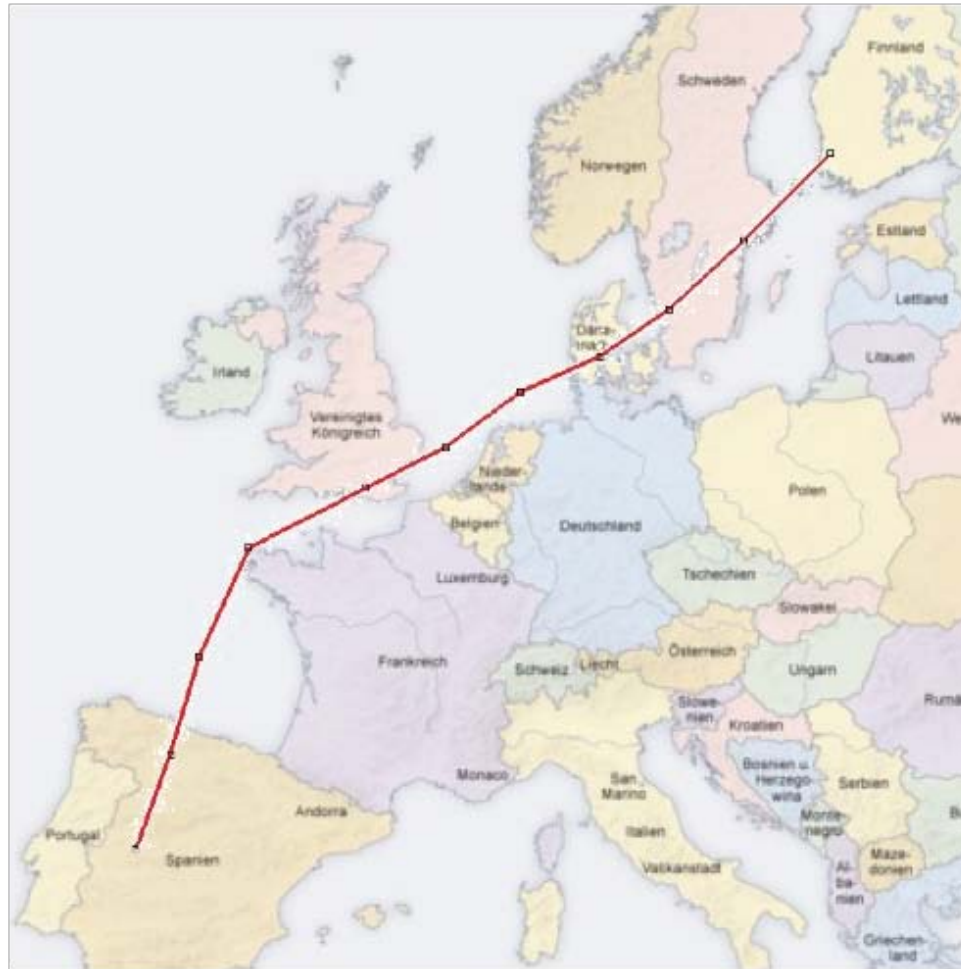 Finnland
Schweden
Norwegen
Estland
Lettland
Litauen
Irland
Vereinigtes
Königreich
Nieder-
lande
Belgien
Polen
Deutschland
Luxemburg
Tschechien
Slowakei
Frankreich
Schweiz
Liecht
Österreich
Ungarn
Slowe-
nien
Kroatien
Rumä
Monaco
San
Marino
Bosnien u.
Herzego-
wina
Serbien
Andorra
Monte-
negro
Portugal
Spanien
Italien
Vatikanstadt
Al-
ba-
nien
Maze-
donien
Griechen-
land